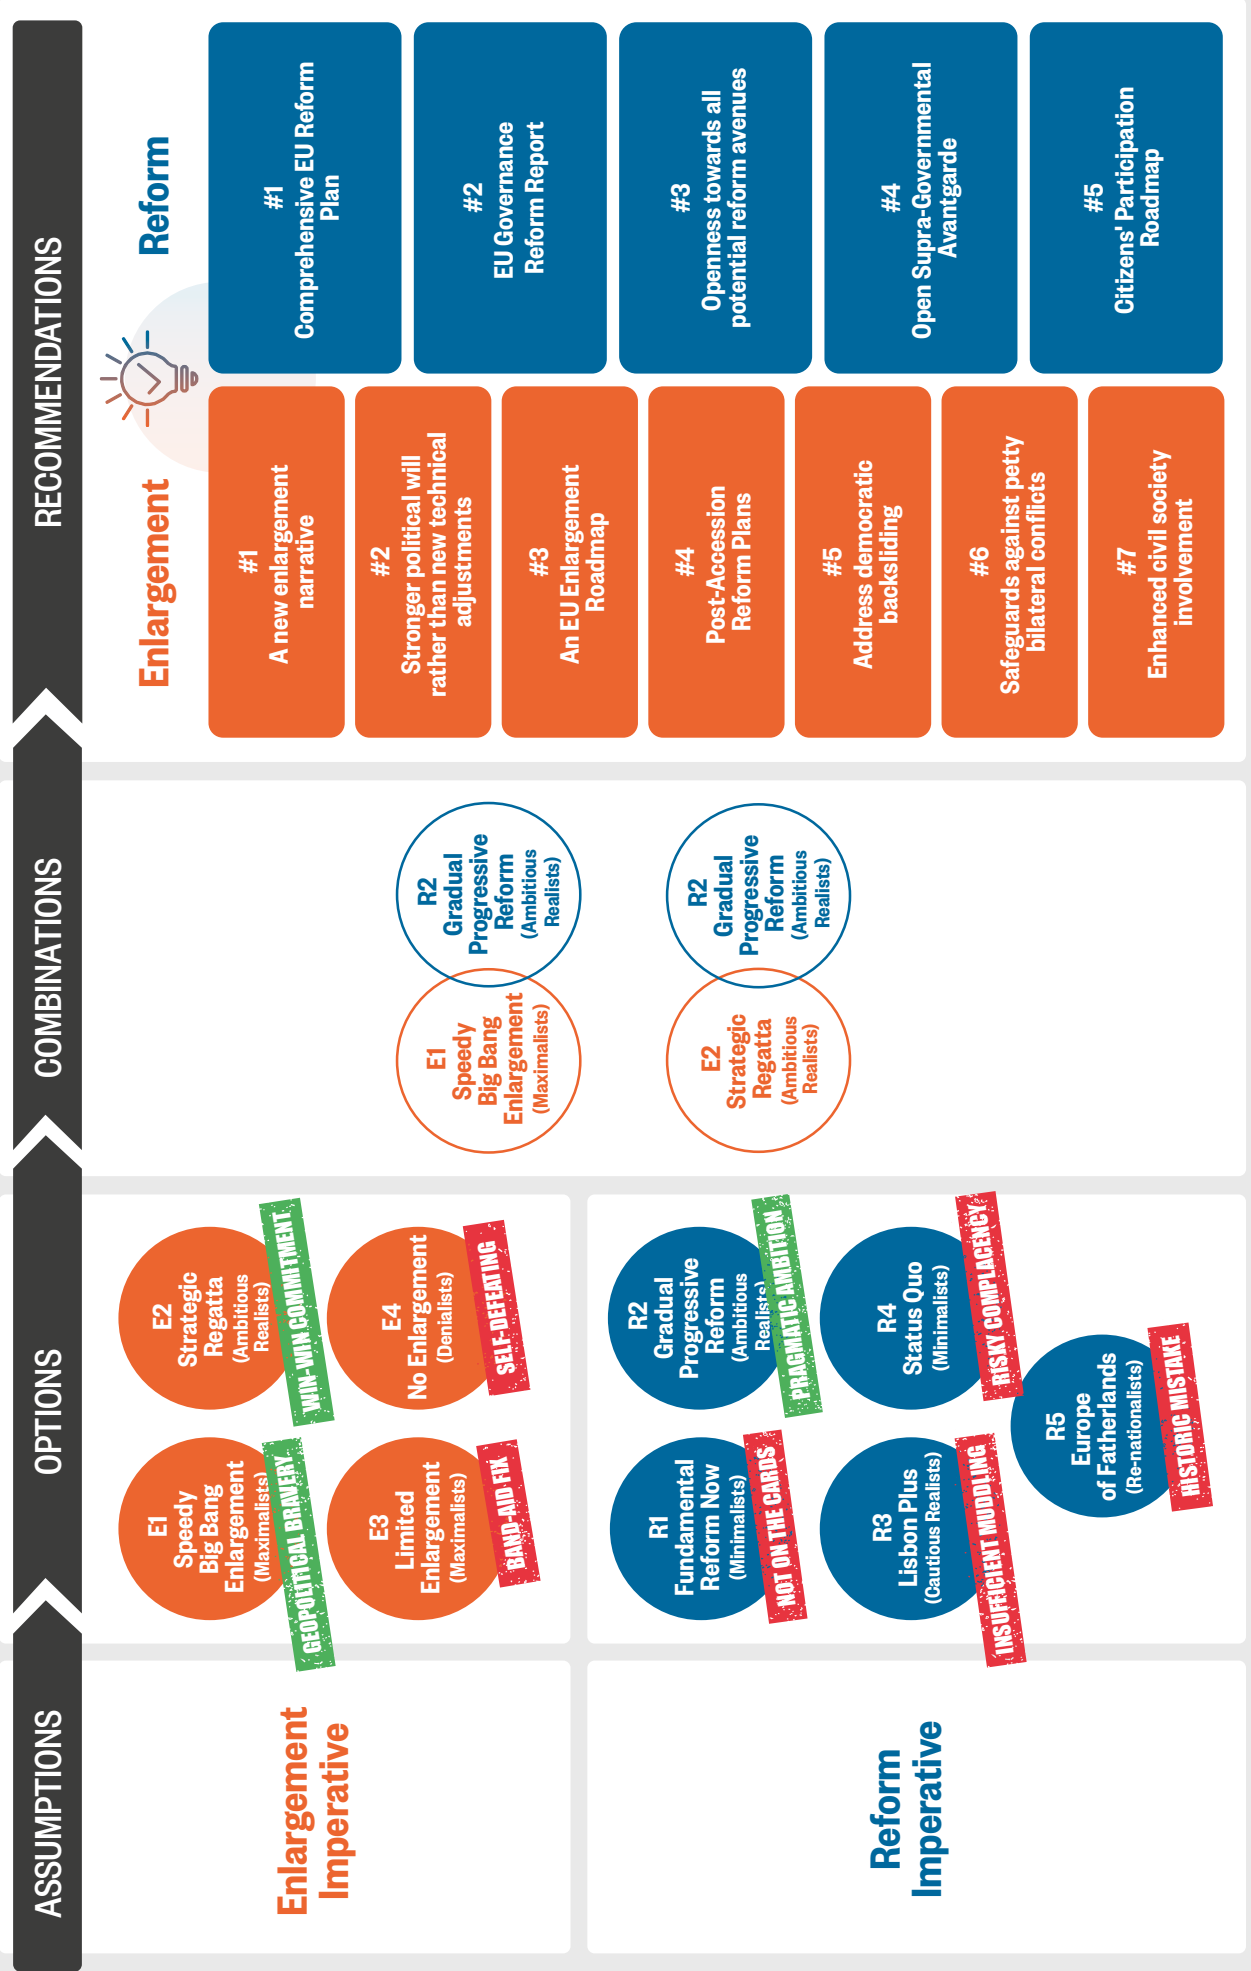 ASSUMPTIONS
OPTIONS
COMBINATIONS
RECOMMENDATIONS
Enlargement
Imperative
Reform
Imperative
E1
Speedy
Big Bang
Enlargement
(Maximalists)
GEOPOLITICAL BRAVERY
E2
Strategic
Regatta
(Ambitious
Realists)
TWIN-WIN COMMITMENT
E3
Limited
Enlargement
(Maximalists)
BAND-AID FIX
E4
No Enlargement
(Denialists)
SELF-DEFEATING
R1
Fundamental
Reform Now
(Minimalists)
NOT ON THE CARDS
R2
Gradual
Progressive
Reform
(Ambitious
Realists)
PRAGMATIC AMBITION
R3
Lisbon Plus
(Cautious Realists)
INSUFFICIENT MUDDLING
R4
Status Quo
(Minimalists)
RISKY COMPLACENCY
R5
Europe
of Fatherlands
(Re-nationalists)
HISTORIC MISTAKE
E1
Speedy
Big Bang
Enlargement
(Maximalists)
R2
Gradual
Progressive
Reform
(Ambitious
Realists)
E2
Strategic
Regatta
(Ambitious
Realists)
R2
Gradual
Progressive
Reform
(Ambitious
Realists)
Enlargement
#1
A new enlargement
narrative
#2
Stronger political will
rather than new technical
adjustments
#3
An EU Enlargement
Roadmap
#4
Post-Accession
Reform Plans
#5
Address democratic
backsliding
#6
Safeguards against petty
bilateral conflicts
#7
Enhanced civil society
involvement
Reform
#1
Comprehensive EU Reform
Plan
#2
EU Governance
Reform Report
#3
Openness towards all
potential reform avenues
#4
Open Supra-Governmental
Avantgarde
#5
Citizens' Participation
Roadmap